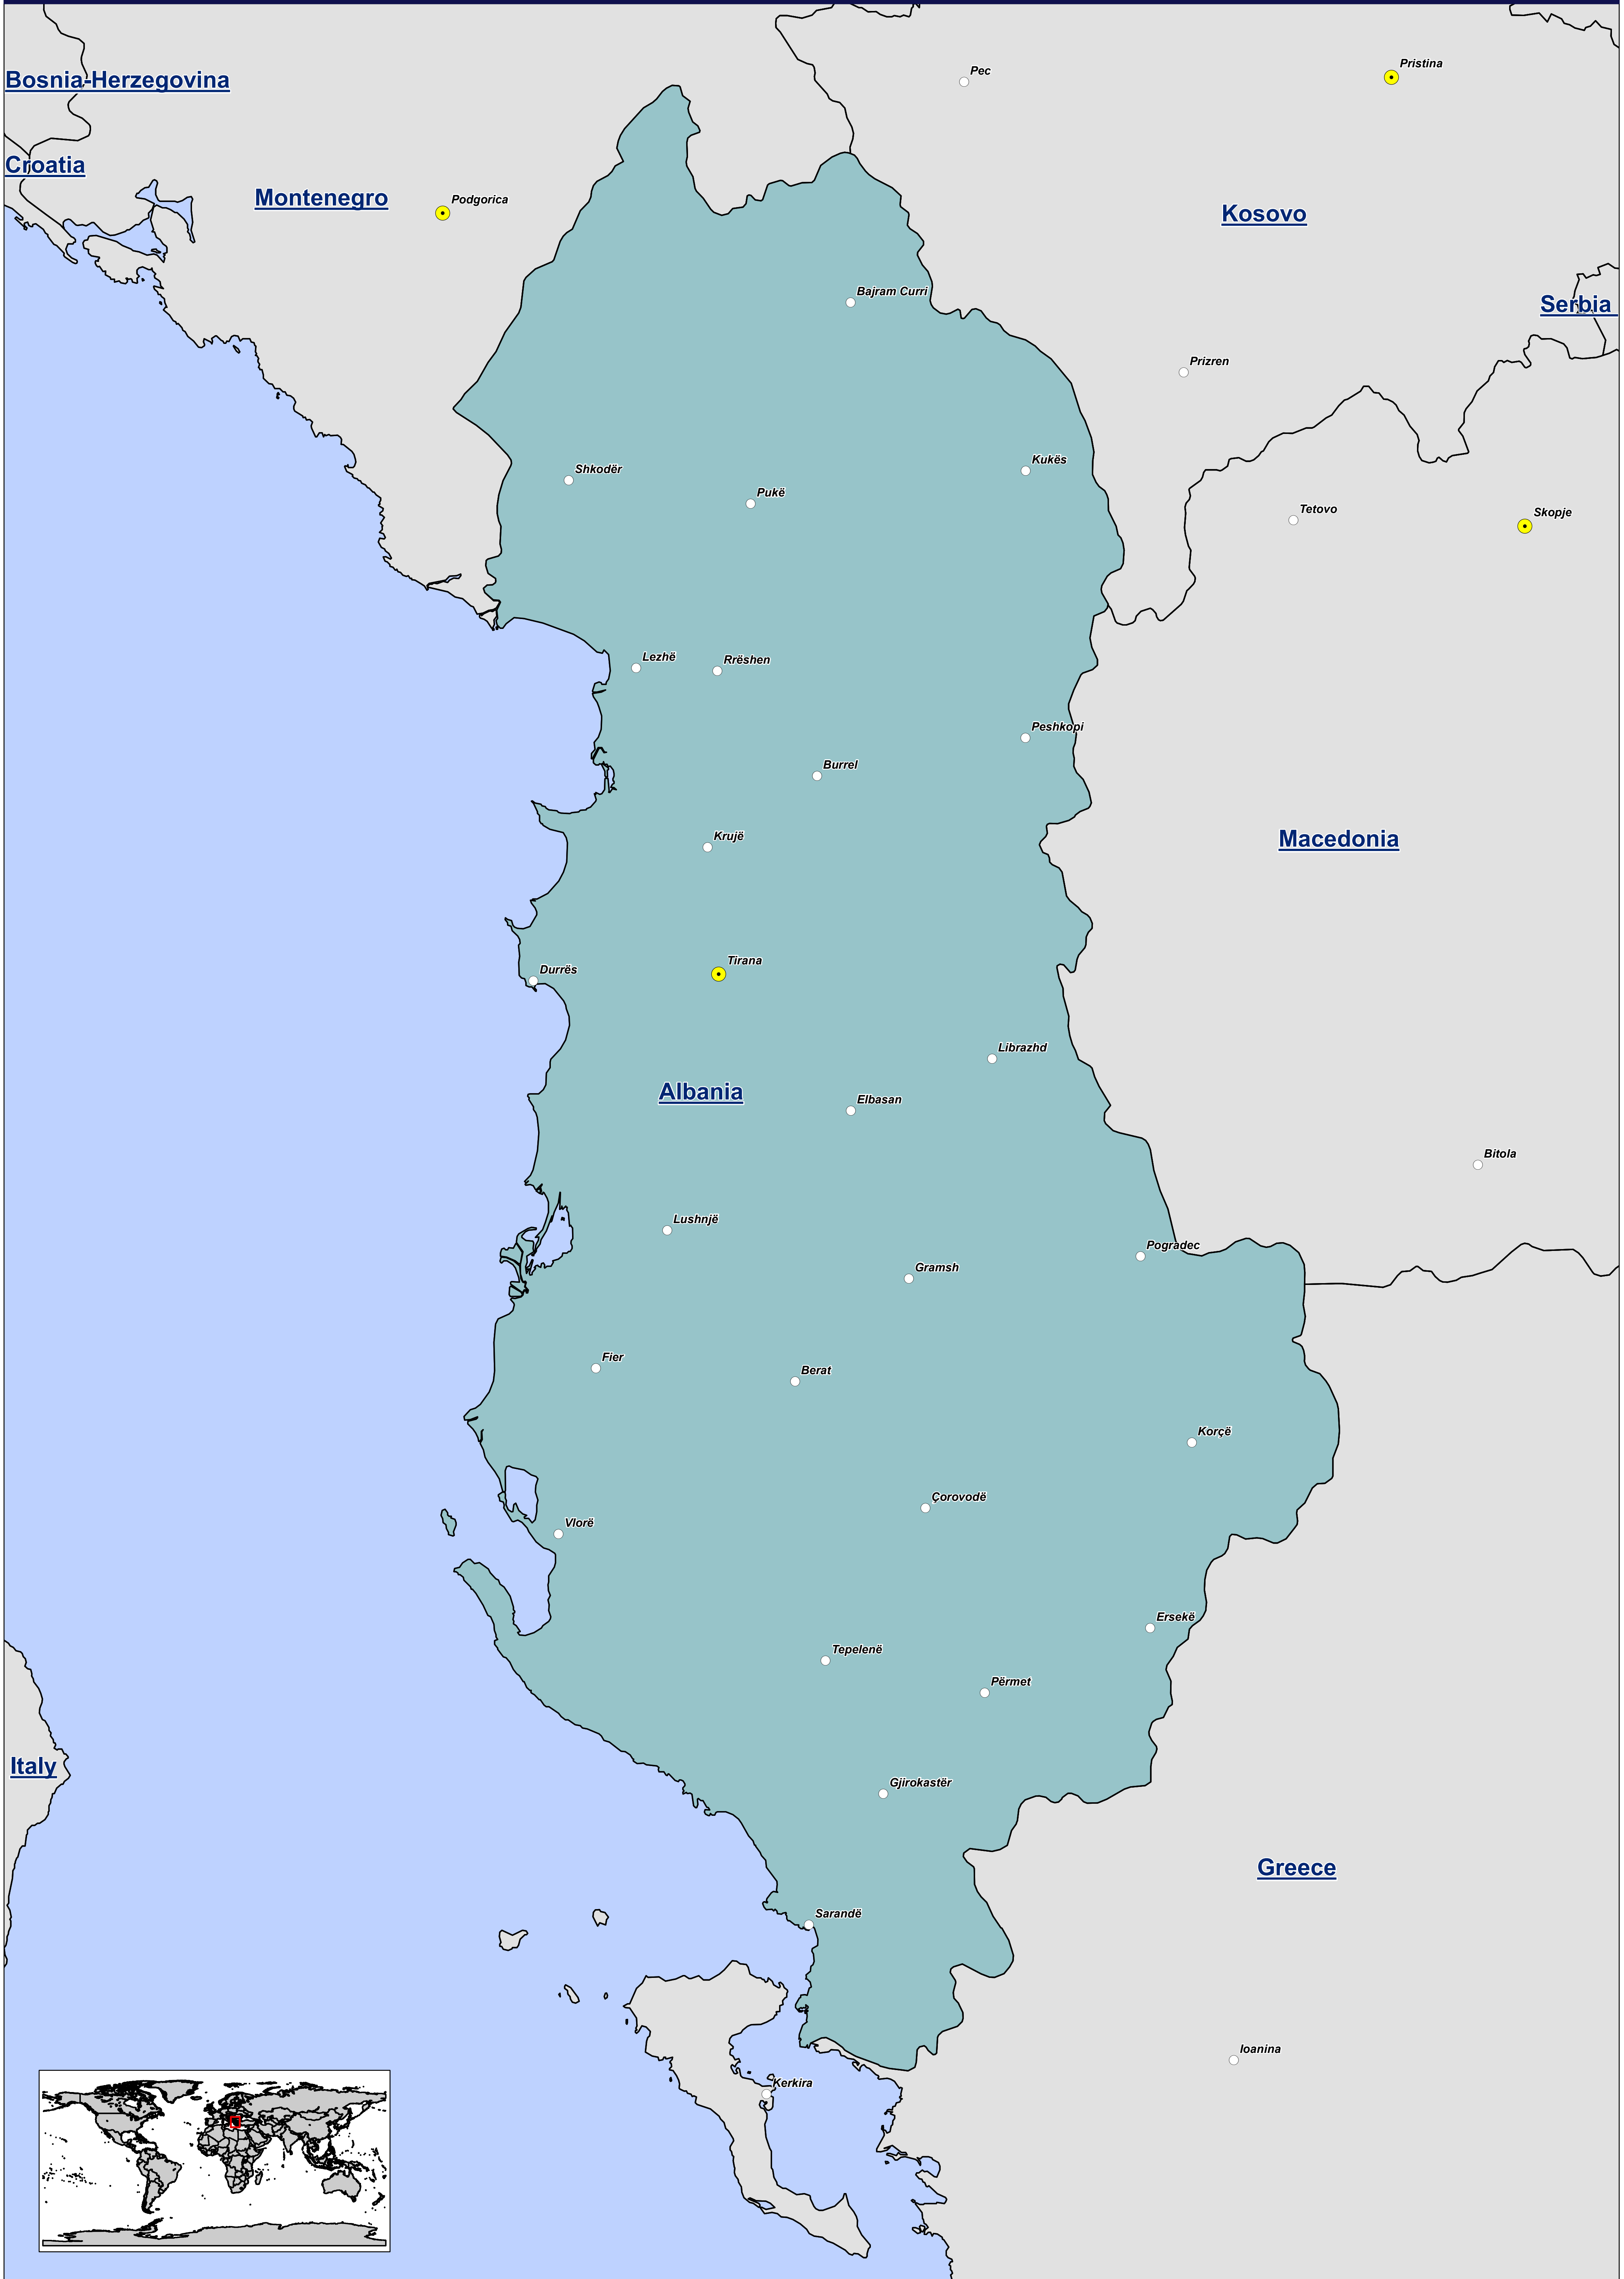 Pec
Pristina
Bosnia-Herzegovina
Croatia
Montenegro
Podgorica
Kosovo
Bajram Curri
Serbia
Prizren
Shkodër
Kukës
Pukë
Tetovo
Skopje
Lezhë
Rrëshen
Peshkopi
Burrel
Krujë
Macedonia
Tirana
Durrës
Librazhd
Albania
Elbasan
Bitola
Lushnjë
Pogradec
Gramsh
Fier
Berat
Korçë
Çorovodë
Vlorë
Ersekë
Tepelenë
Përmet
Italy
Gjirokastër
Greece
Sarandë
Ioanina
Kerkira